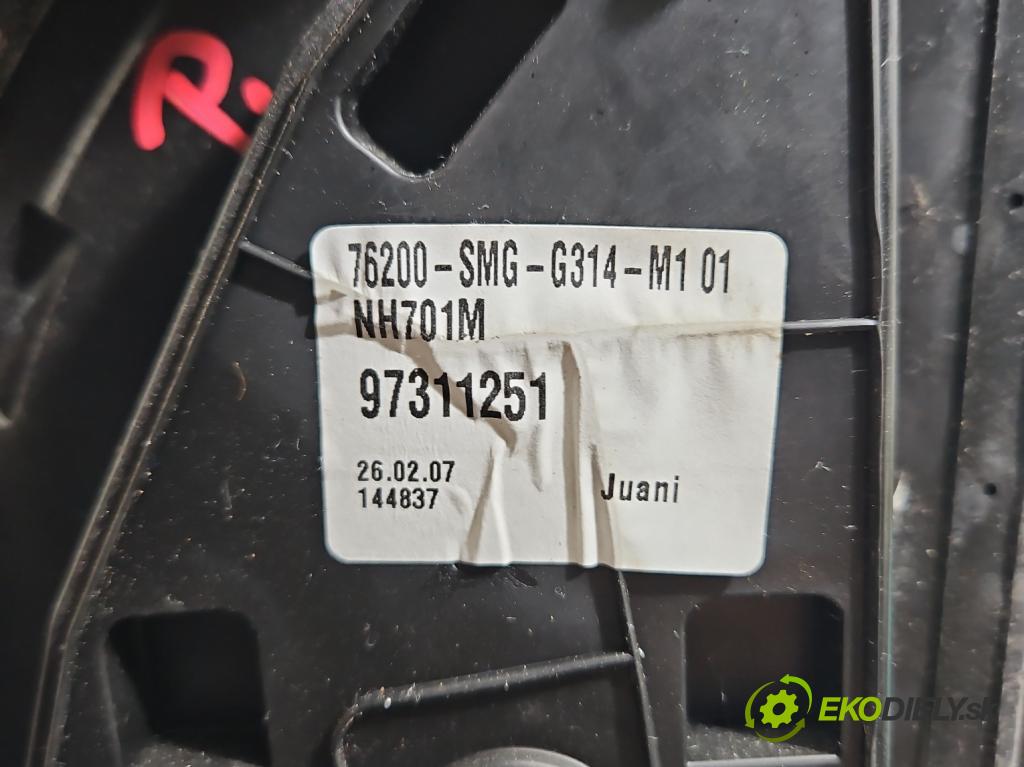 R.
76200-SMG-G314-M1 01
NH701M
97311251
26.02.07
144837
Juani
EKODIELY.sk